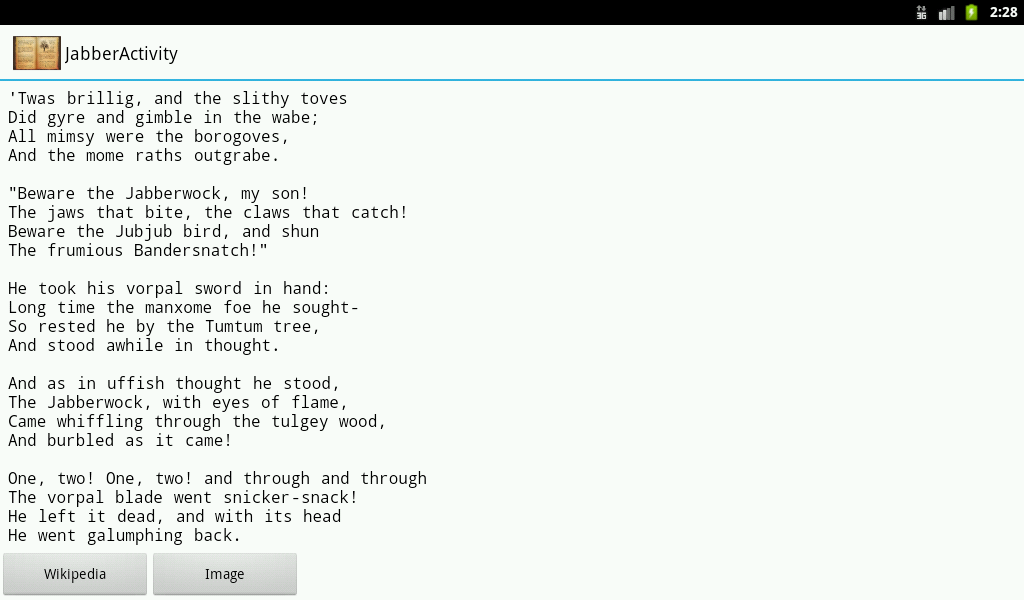 3G 2:28
JabberActivity
'Twas brillig, and the slithy toves
Did gyre and gimble in the wabe;
All mimsy were the borogoves,
And the mome raths outgrabe.

"Beware the Jabberwock, my son!
The jaws that bite, the claws that catch!
Beware the Jubjub bird, and shun
The frumious Bandersnatch!"

He took his vorpal sword in hand:
Long time the manxome foe he sought-
So rested he by the Tumtum tree,
And stood awhile in thought.

And as in uffish thought he stood,
The Jabberwock, with eyes of flame,
Came whiffling through the tulgey wood,
And burbled as it came!

One, two! One, two! and through and through
The vorpal blade went snicker-snack!
He left it dead, and with its head
He went galumphing back.
Wikipedia Image